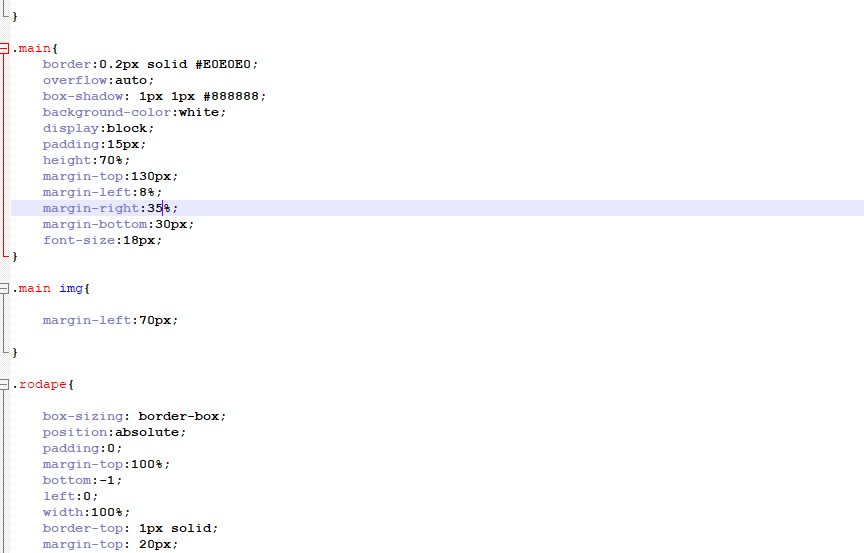 }
.main{
border:0.2px solid #E0E0E0;
overflow:auto;
box-shadow: 1px 1px #888888;
background-color:white;
display:block;
padding:15px;
height:70%;
margin-top:130px;
margin-left:8%;
margin-right:35%;
margin-bottom:30px;
font-size:18px;
}
.main img{
margin-left:70px;
}
.rodape{
box-sizing: border-box;
position:absolute;
padding:0;
margin-top:100%;
bottom:-1;
left:0;
width:100%;
border-top: 1px solid;
margin-top: 20px;